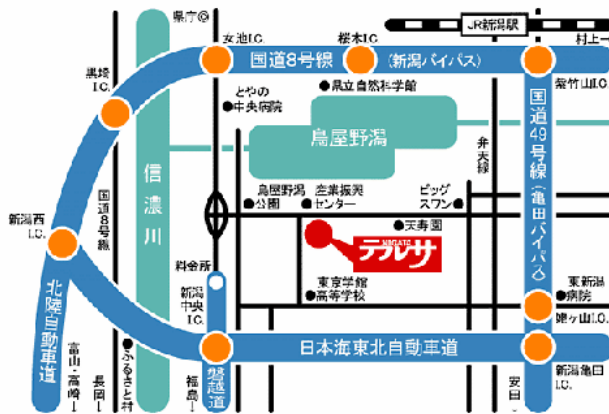 県庁◎
JR新潟駅
女池I.C.
桜木I.C.
村上→
国道8号線
(新潟バイパス)
紫竹山I.C.
黒埼
I.C.
とやの
中央病院
県立自然科学館
国道49号線(亀田バイパス)
鳥屋野潟
弁天線
信濃川
国道8号線
鳥屋野潟
公園
産業振興
センター
ビッグ
スワン
新潟西
I.C.
天寿園
NIIGATA
テルサ
料金所
新潟
中央
I.C.
東京学館
高等学校
東新潟
病院
姥ヶ山I.C.
北陸自動車道
日本海東北自動車道
磐越道
富山・高崎↓
長岡↓
ふるさと村
福島↓
安田
新潟亀田
I.C.